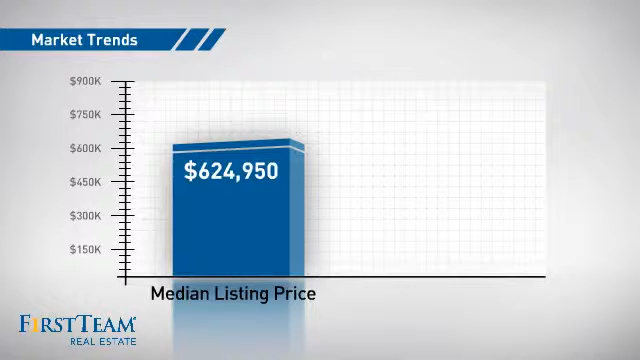 Market Trends
$900K
$750K
$600K
$450K
$300K
$150K
$624,950
Median Listing Price
FIRSTTEAM®
REAL ESTATE